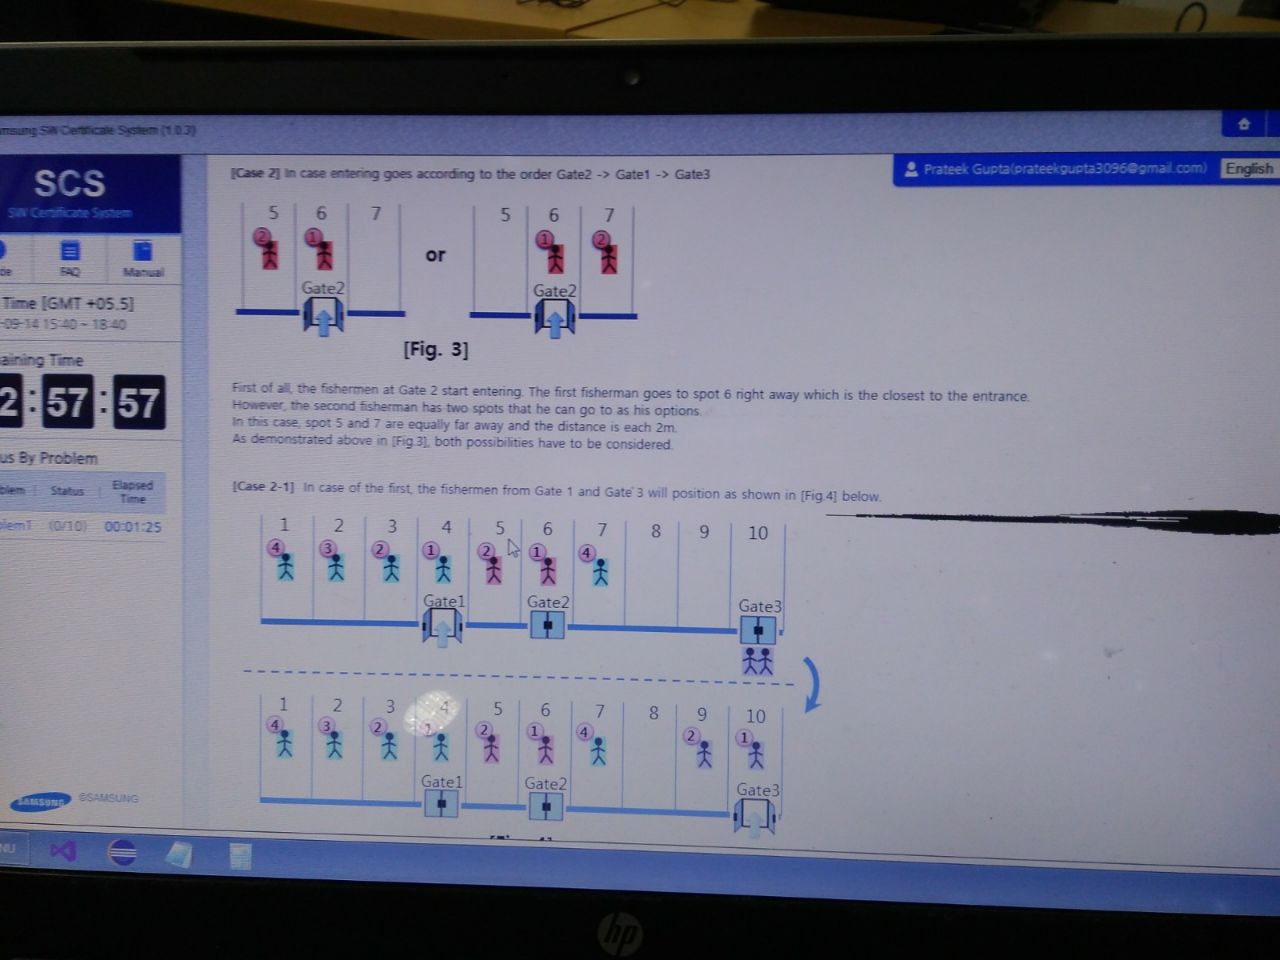 amsung SW Certificate System (1.0.3)
Prateek Gupta(prateekgupta3096@gmail.com)
English
SCS
SW Certificate System
FAQ
Manual
Time [GMT +05.5]
-09-14 15:40 ~ 18:40
aining Time
2:57:57
us By Problem
blem Status Elapsed Time
blem1 (0/10) 00:01:25
SAMSUNG ©SAMSUNG
[Case 2] In case entering goes according to the order Gate2 -> Gate1 -> Gate3
5 6 7 5 6 7
2 1 or 1 2
Gate2 Gate2
[Fig. 3]
First of all, the fishermen at Gate 2 start entering. The first fisherman goes to spot 6 right away which is the closest to the entrance.
However, the second fisherman has two spots that he can go to as his options.
In this case, spot 5 and 7 are equally far away and the distance is each 2m.
As demonstrated above in [Fig.3], both possibilities have to be considered.
[Case 2-1] In case of the first, the fishermen from Gate 1 and Gate 3 will position as shown in [Fig.4] below.
1 2 3 4 5 6 7 8 9 10
4 3 2 1 2 1 4
Gate1 Gate2 Gate3
1 2 3 4 5 6 7 8 9 10
4 3 2 1 2 1 4 2 1
Gate1 Gate2 Gate3
NU
hp